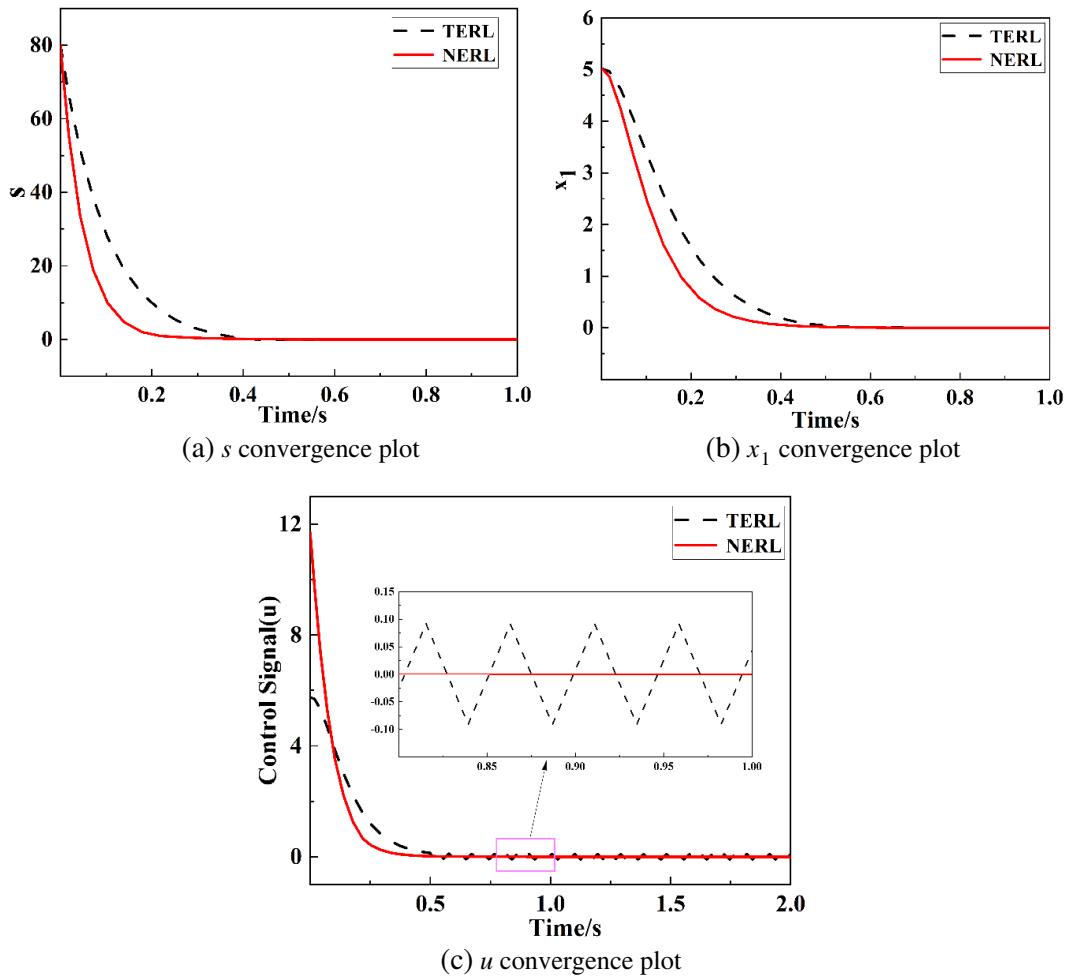 TERL
NERL
80
60
40
20
0
s
0.2
0.4
0.6
0.8
1.0
Time/s
(a) s convergence plot
TERL
NERL
6
5
4
3
2
1
0
x1
0.2
0.4
0.6
0.8
1.0
Time/s
(b) x1 convergence plot
TERL
NERL
12
8
4
0
Control Signal(u)
0.15
0.10
0.05
0.00
-0.05
-0.10
0.85
0.90
0.95
1.00
0.5
1.0
1.5
2.0
Time/s
(c) u convergence plot